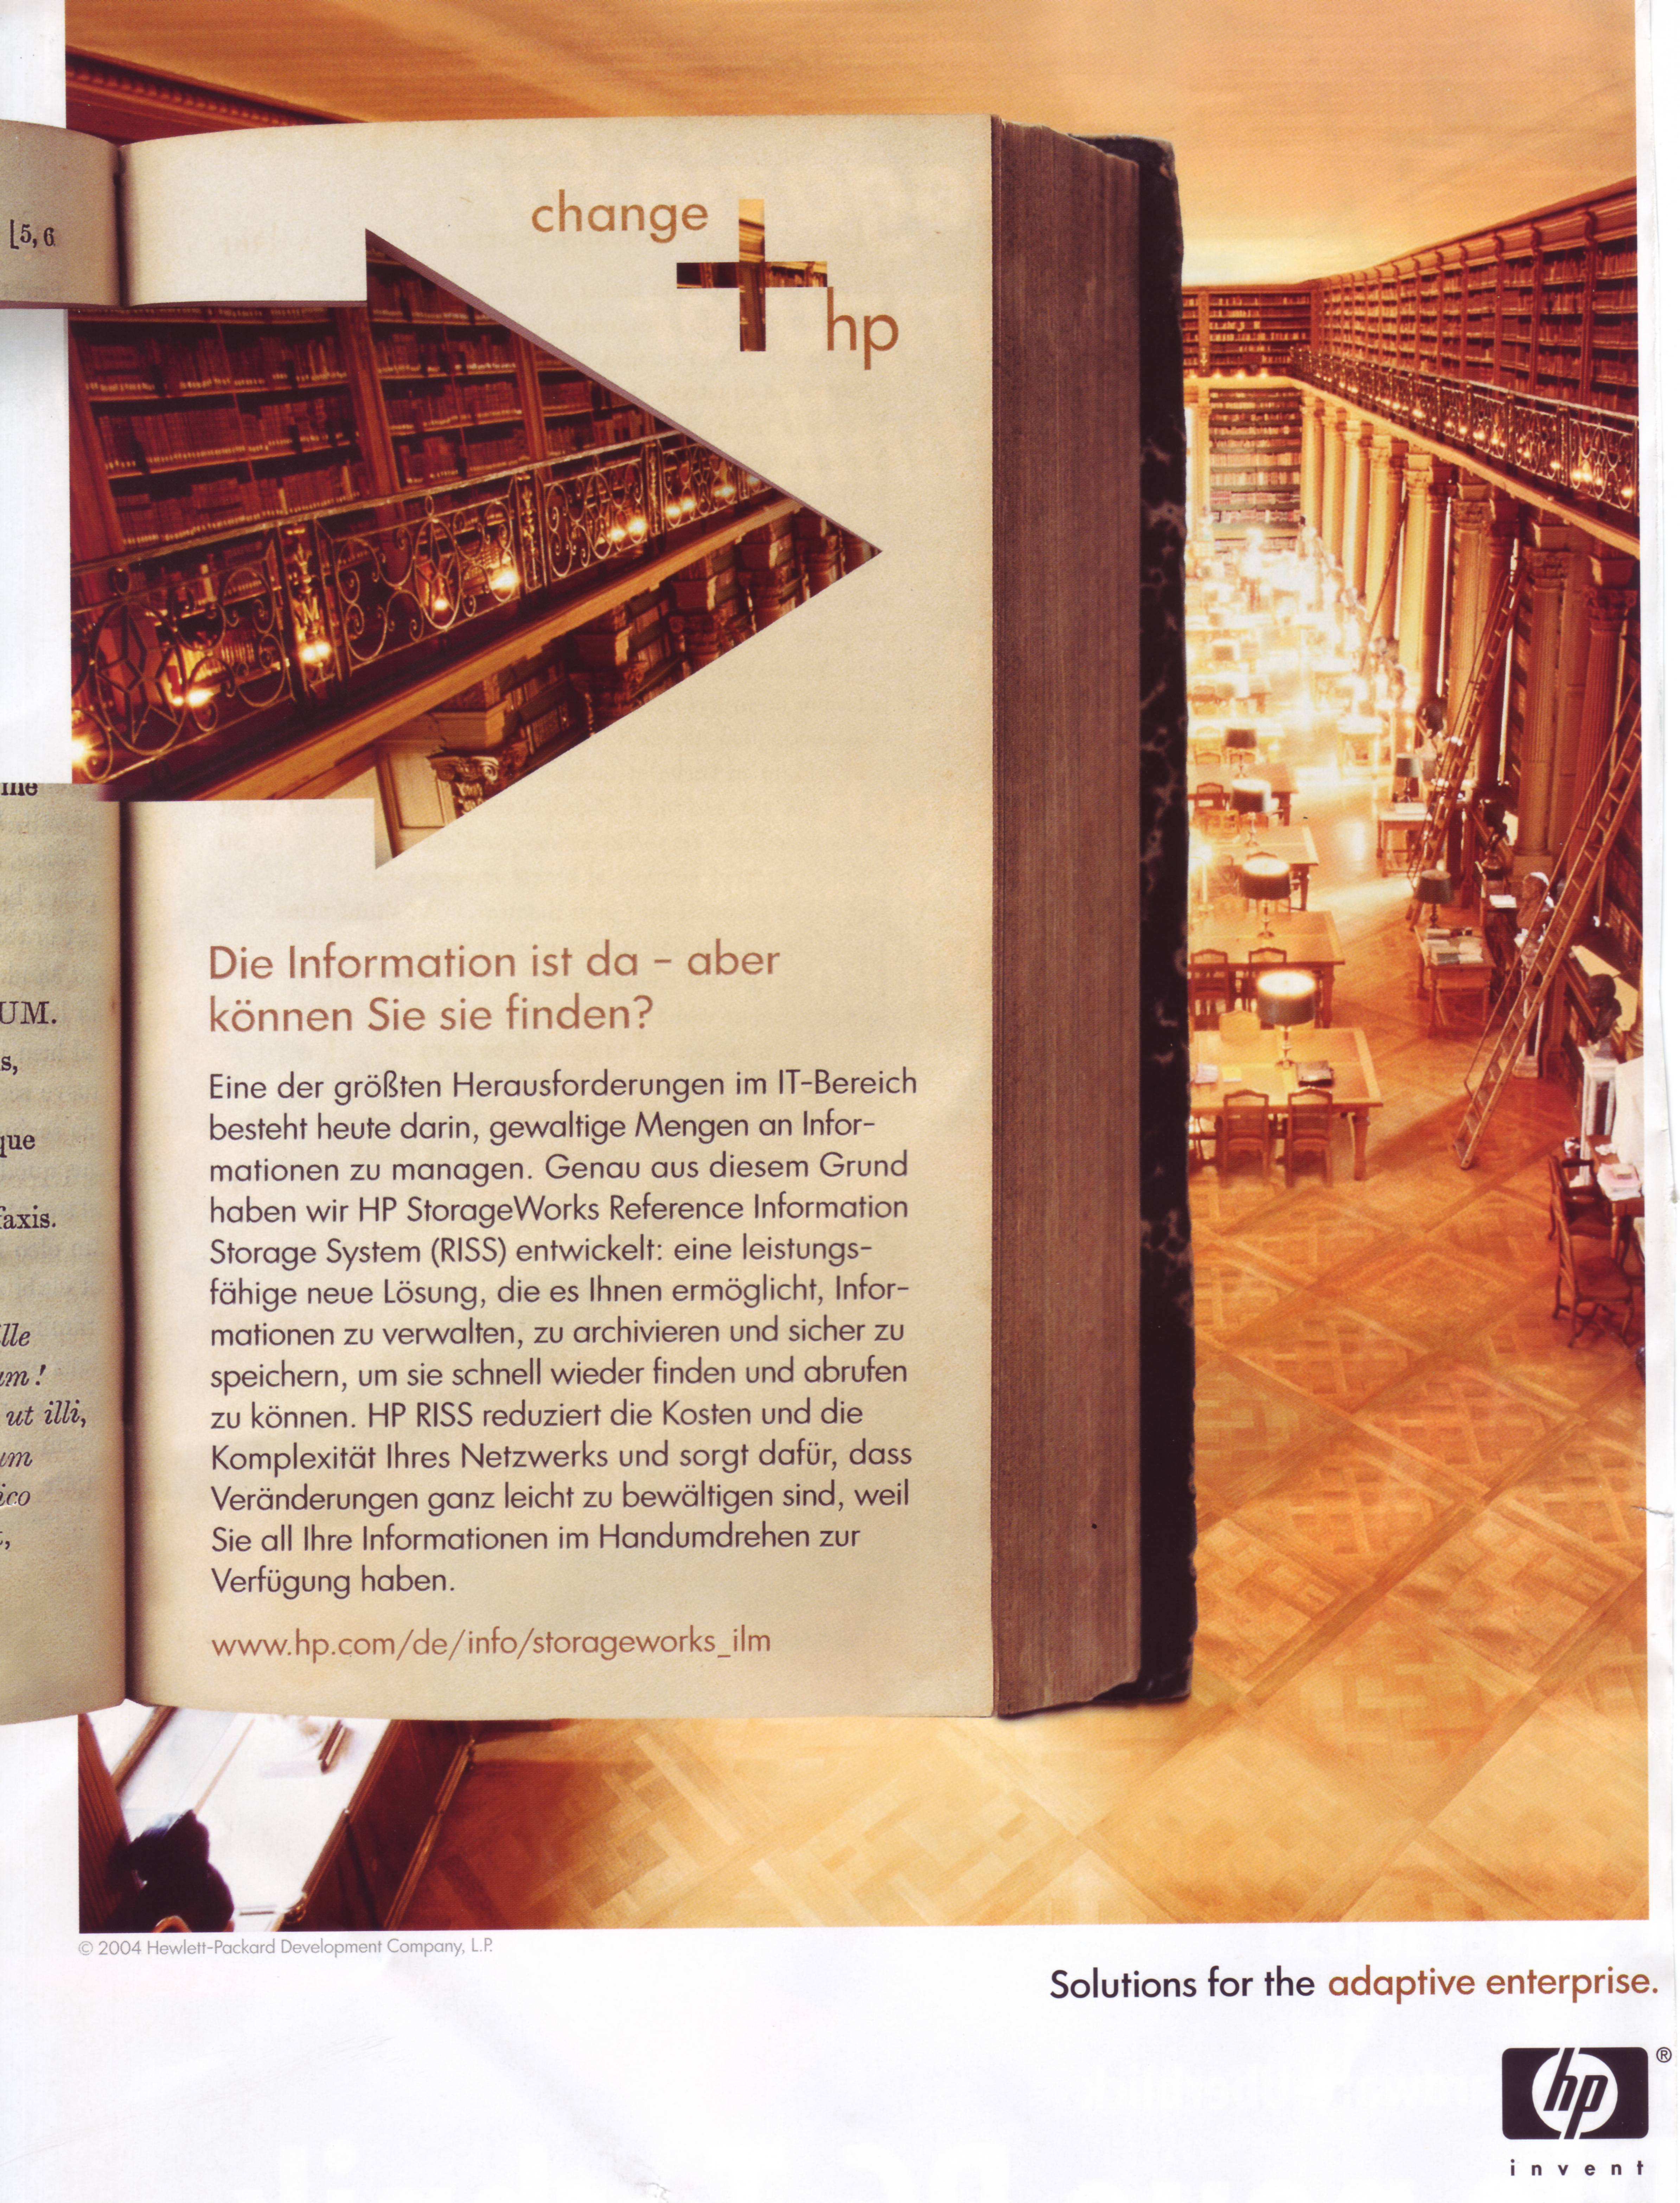 [5, 6
change
hp
UM.
s,
que
faxis.
lle
um!
ut illi,
um
ico
Die Information ist da – aber
können Sie sie finden?
Eine der größten Herausforderungen im IT-Bereich
besteht heute darin, gewaltige Mengen an Infor-
mationen zu managen. Genau aus diesem Grund
haben wir HP StorageWorks Reference Information
Storage System (RISS) entwickelt: eine leistungs-
fähige neue Lösung, die es Ihnen ermöglicht, Infor-
mationen zu verwalten, zu archivieren und sicher zu
speichern, um sie schnell wieder finden und abrufen
zu können. HP RISS reduziert die Kosten und die
Komplexität Ihres Netzwerks und sorgt dafür, dass
Veränderungen ganz leicht zu bewältigen sind, weil
Sie all Ihre Informationen im Handumdrehen zur
Verfügung haben.
www.hp.com/de/info/storageworks_ilm
© 2004 Hewlett-Packard Development Company, L.P.
Solutions for the adaptive enterprise.
hp ®
invent